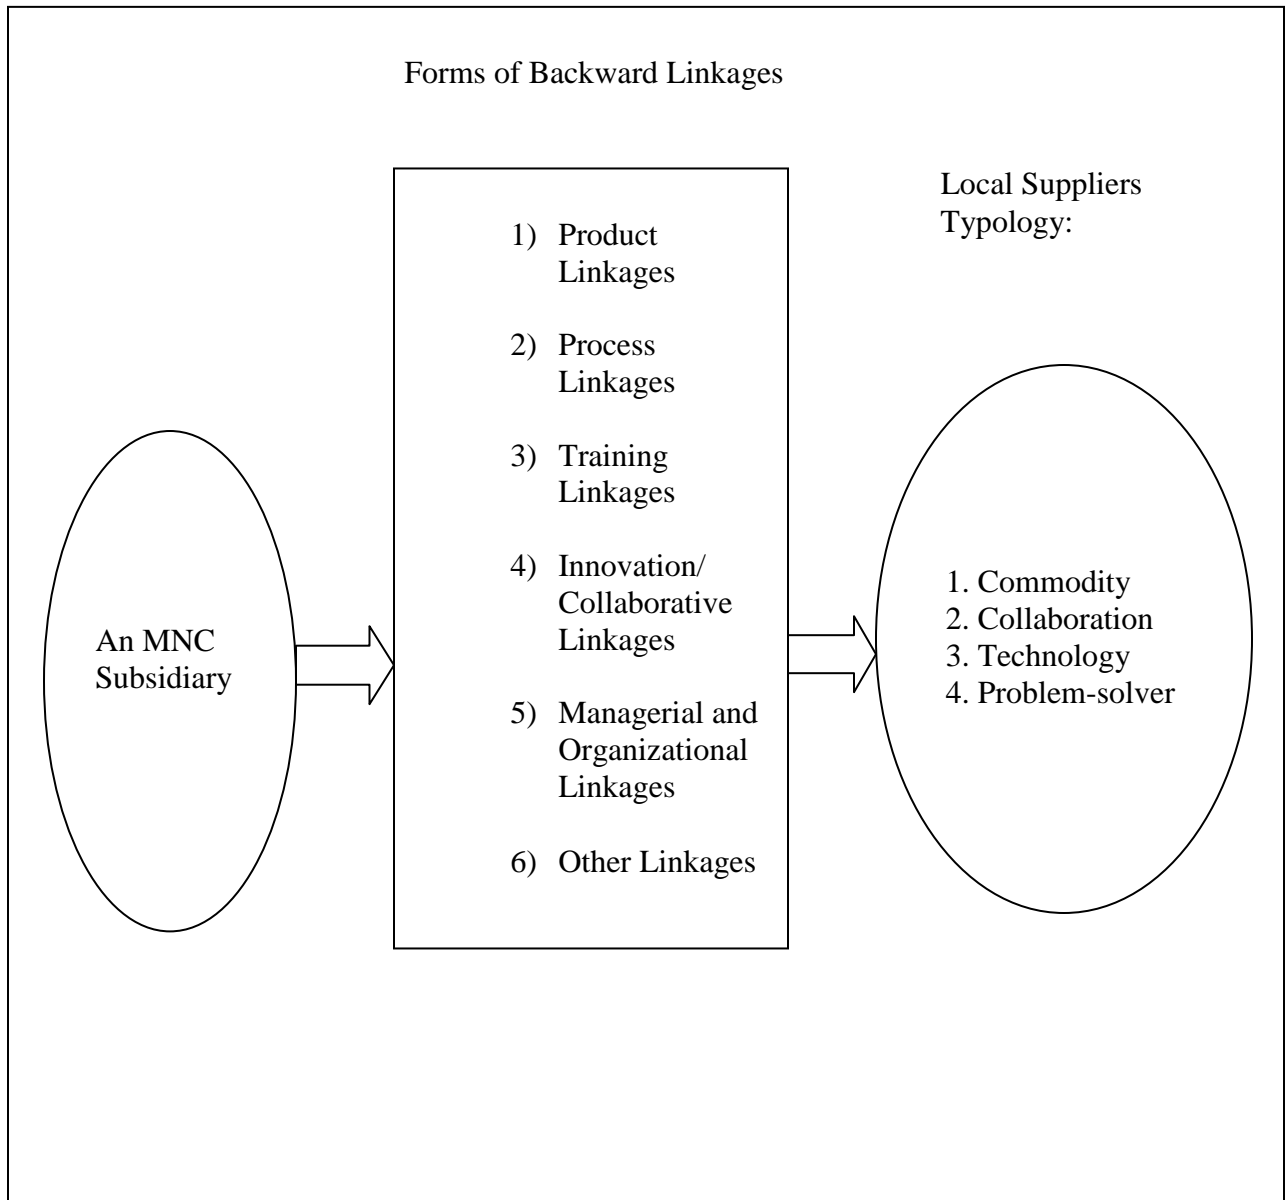 Forms of Backward Linkages
Local Suppliers
Typology:
1) Product
Linkages
2) Process
Linkages
3) Training
Linkages
4) Innovation/
Collaborative
Linkages
5) Managerial and
Organizational
Linkages
6) Other Linkages
An MNC
Subsidiary
1. Commodity
2. Collaboration
3. Technology
4. Problem-solver